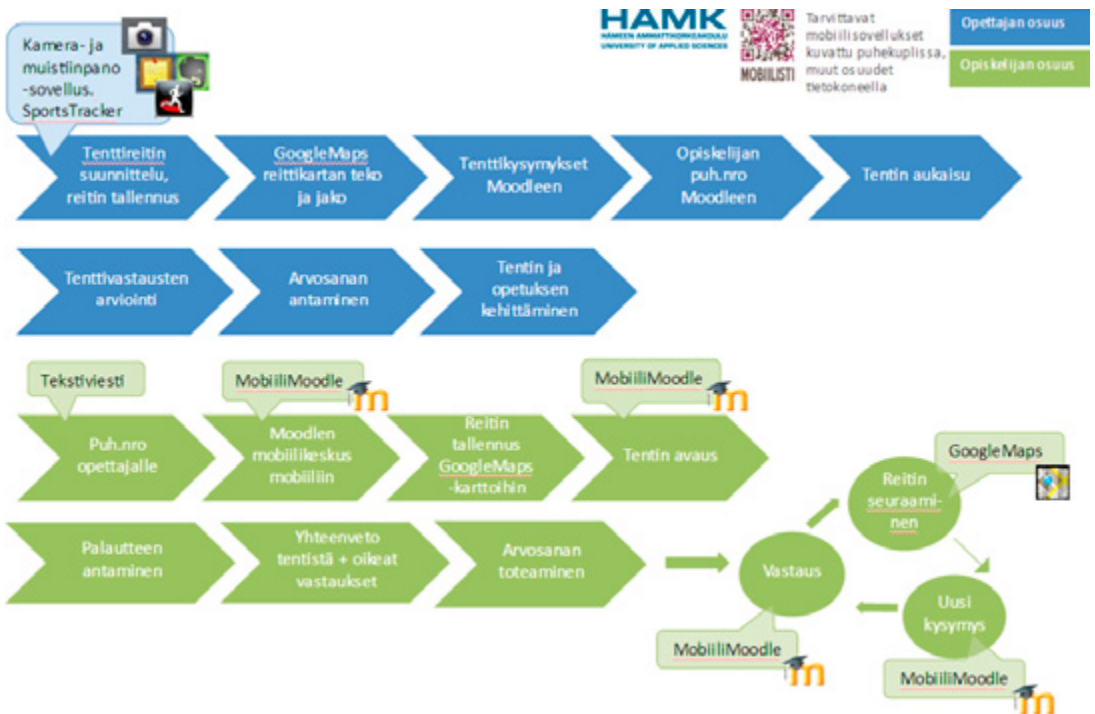 Kamera- ja
muistiinpano
-sovellus.
SportsTracker
HAMK
HÄMEEN AMMATTIKORKEAKOULU
UNIVERSITY OF APPLIED SCIENCES
MOBIILISTI
Tarvittavat
mobiilisovellukset
kuvattu puhekuplissa,
muut osuudet
tietokoneella
Opettajan osuus
Opiskelijan osuus
Tenttireitin
suunnittelu,
reitin tallennus
GoogleMaps
reittikartan teko
ja jako
Tenttikysymykset
Moodleen
Opiskelijan
puh.nro
Moodleen
Tentin aukaisu
Tenttivastausten
arviointi
Arvosanan
antaminen
Tentin ja
opetuksen
kehittäminen
Tekstiviesti
MobiiliMoodle
MobiiliMoodle
Puh.nro
opettajalle
Moodlen
mobiilikeskus
mobiiliin
Reitin
tallennus
GoogleMaps
-karttoihin
Tentin avaus
GoogleMaps
Reitin
seuraami-
nen
Palautteen
antaminen
Yhteenveto
tentistä + oikeat
vastaukset
Arvosanan
toteaminen
Vastaus
Uusi
kysymys
MobiiliMoodle
MobiiliMoodle